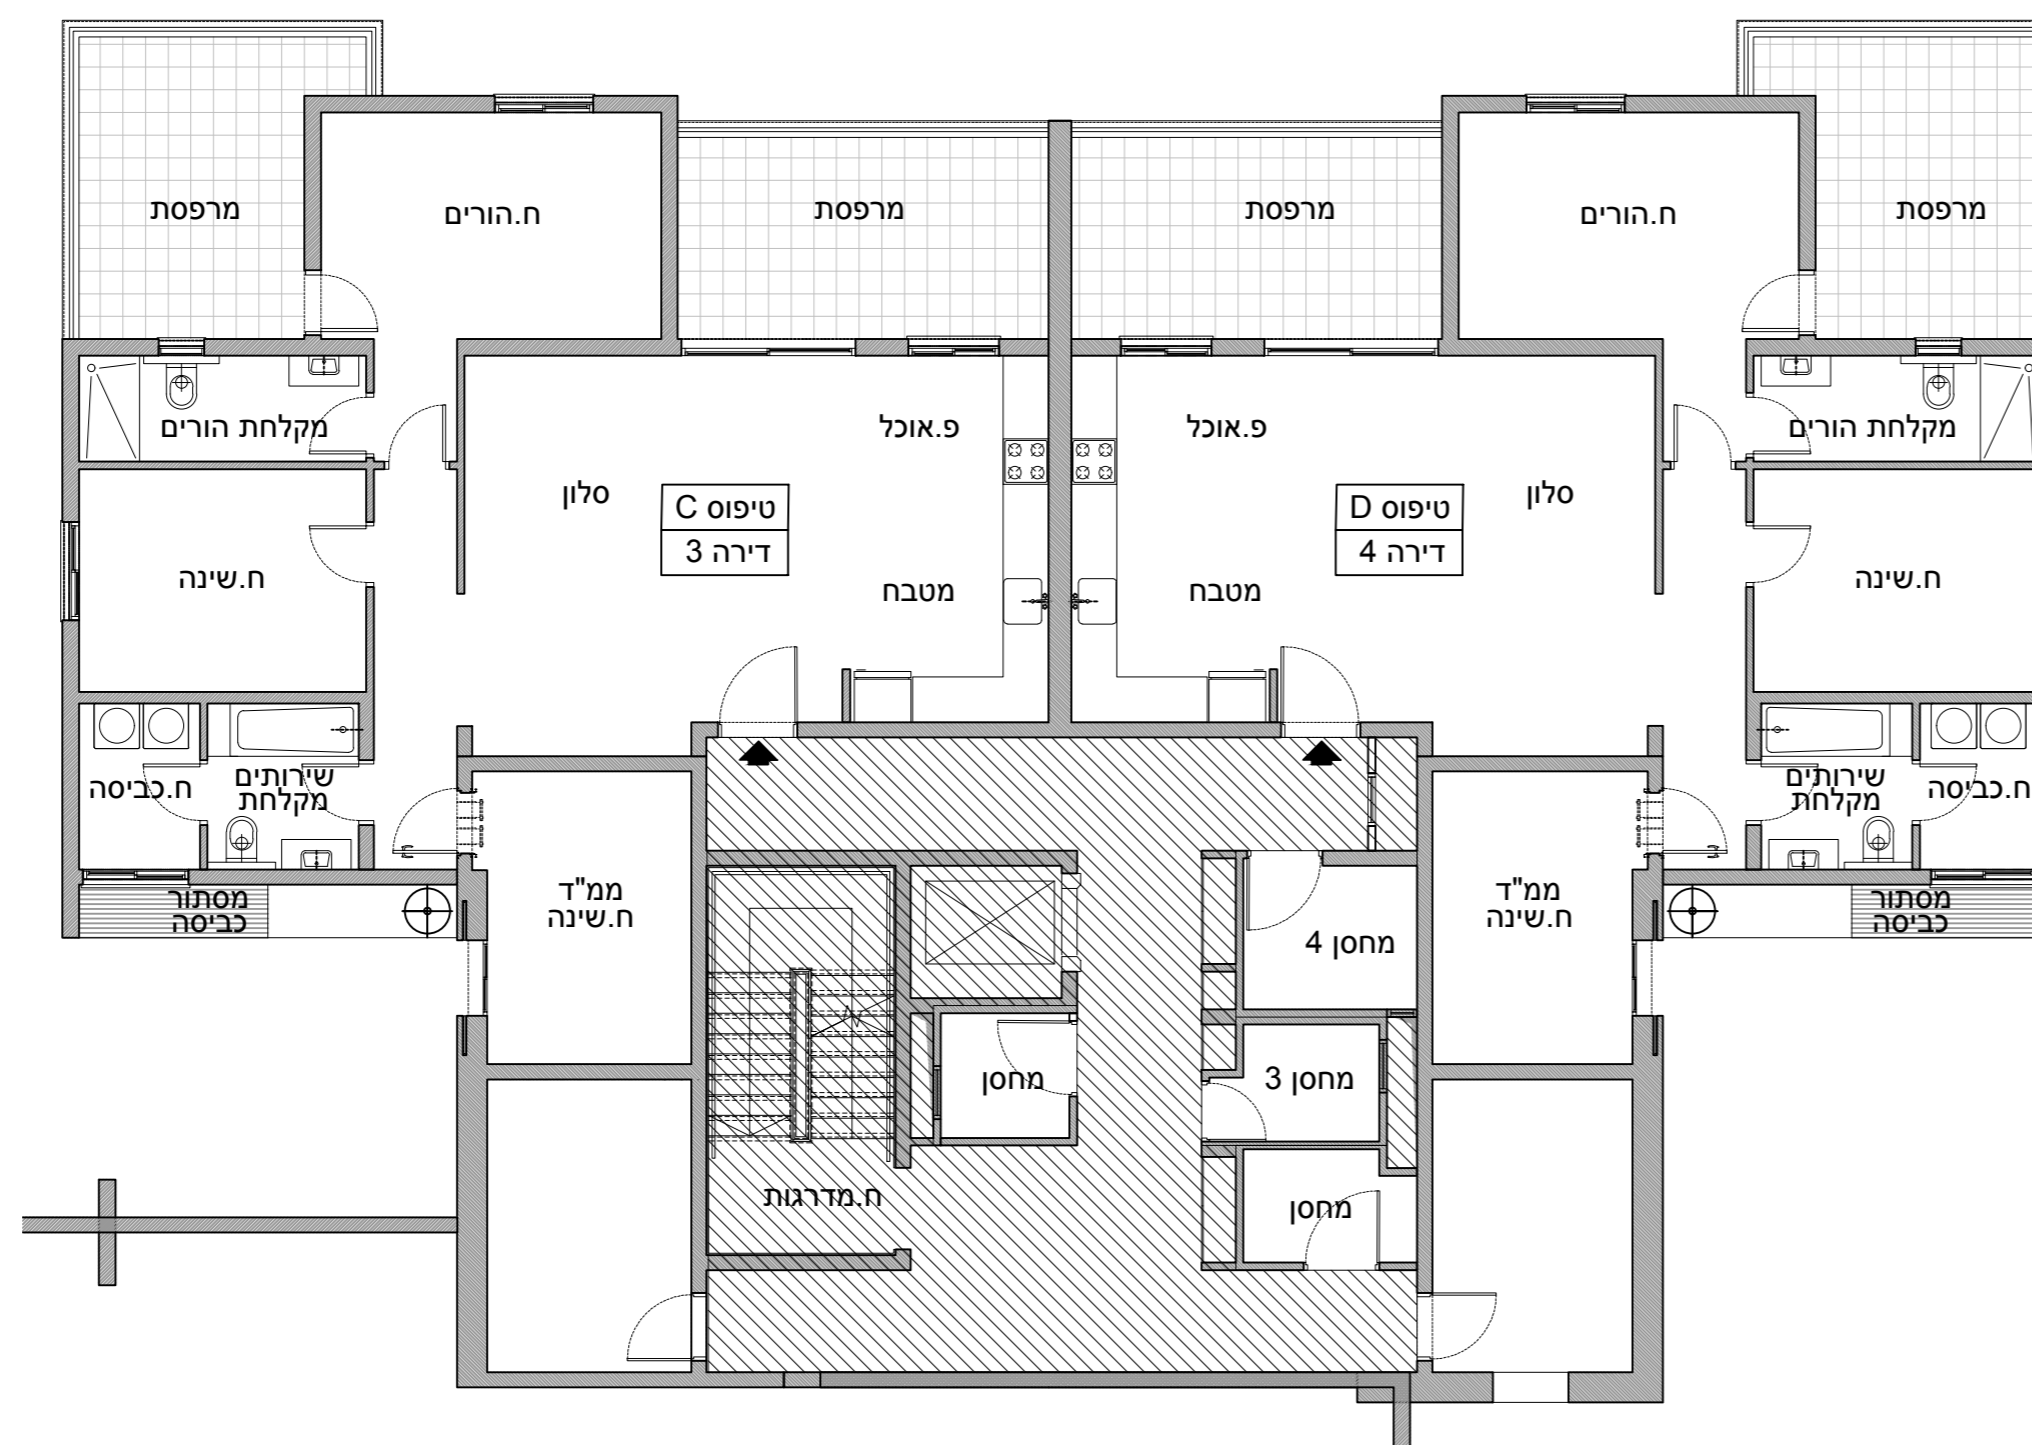 מרפסת
ח.הורים
מרפסת
מרפסת
ח.הורים
מרפסת
מקלחת הורים
פ.אוכל
פ.אוכל
מקלחת הורים
סלון
טיפוס C
דירה 3
טיפוס D
דירה 4
סלון
ח.שינה
מטבח
מטבח
ח.שינה
ח.כביסה
שירותים
מקלחת
שירותים
מקלחת
ח.כביסה
מסתור
כביסה
ממ"ד
ח.שינה
ממ"ד
ח.שינה
מסתור
כביסה
מחסן 4
מחסן
מחסן 3
ח.מדרגות
מחסן